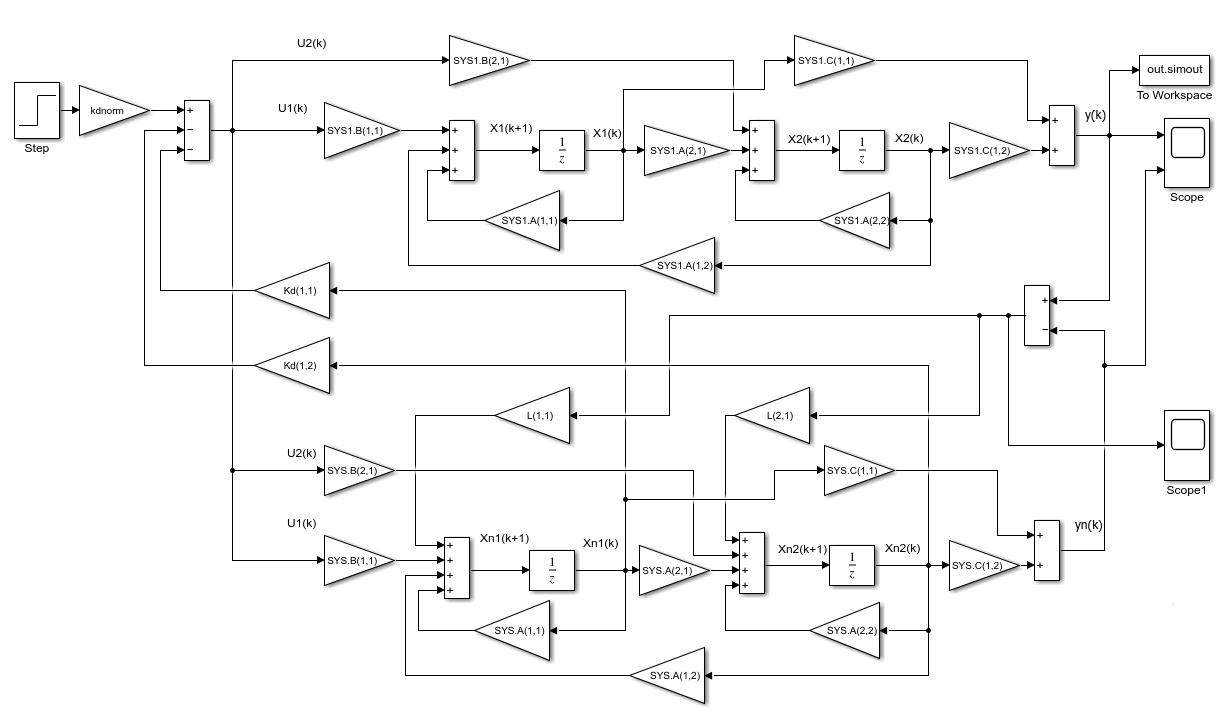 U2(k)
SYS1.B(2,1)
SYS1.C(1,1)
out.simout
To Workspace
kdnorm
+
−
−
Step
U1(k)
SYS1.B(1,1)
+
+
+
X1(k+1)
1
z
X1(k)
SYS1.A(2,1)
+
+
+
X2(k+1)
1
z
X2(k)
SYS1.C(1,2)
+
+
y(k)
Scope
SYS1.A(1,1)
SYS1.A(2,2)
SYS1.A(1,2)
Kd(1,1)
+
−
Kd(1,2)
L(1,1)
L(2,1)
Scope1
U2(k)
SYS.B(2,1)
SYS.C(1,1)
U1(k)
SYS.B(1,1)
+
+
+
+
Xn1(k+1)
1
z
Xn1(k)
SYS.A(2,1)
+
+
+
+
Xn2(k+1)
1
z
Xn2(k)
SYS.C(1,2)
+
+
yn(k)
SYS.A(1,1)
SYS.A(2,2)
SYS.A(1,2)